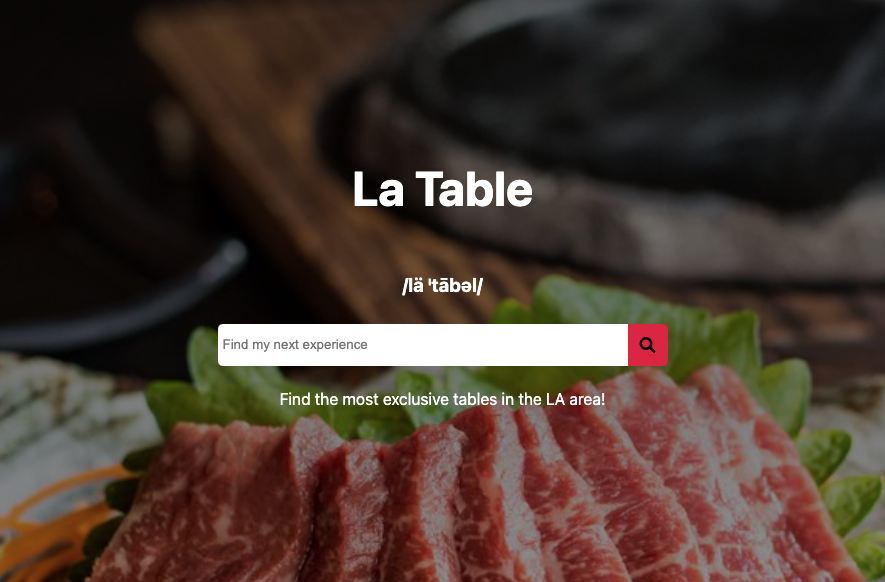 La Table
/lä ˈtābəl/
Find my next experience
Find the most exclusive tables in the LA area!